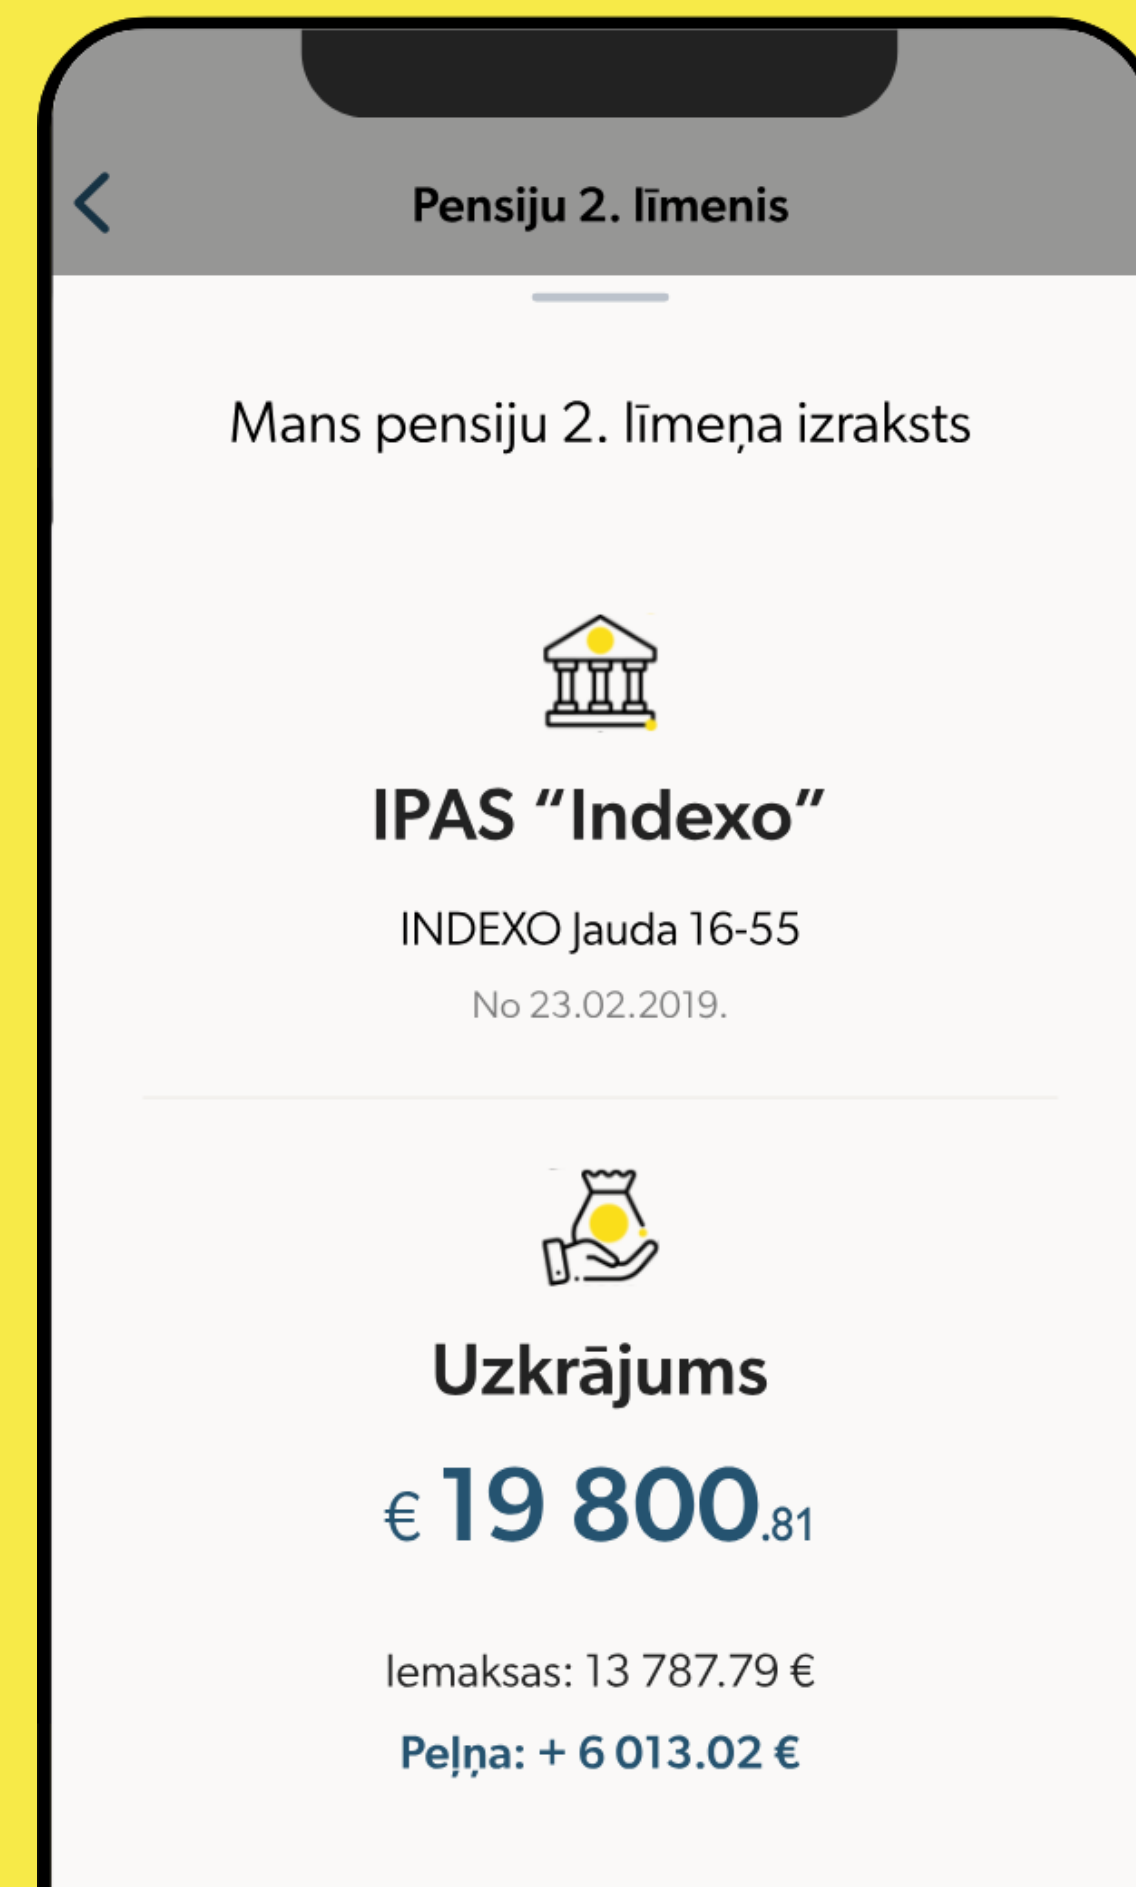 Pensiju 2. līmenis
Mans pensiju 2. līmeņa izraksts
IPAS “Indexo”
INDEXO Jauda 16-55
No 23.02.2019.
Uzkrājums
€ 19 800.81
Iemaksas: 13 787.79 €
Peļņa: + 6 013.02 €